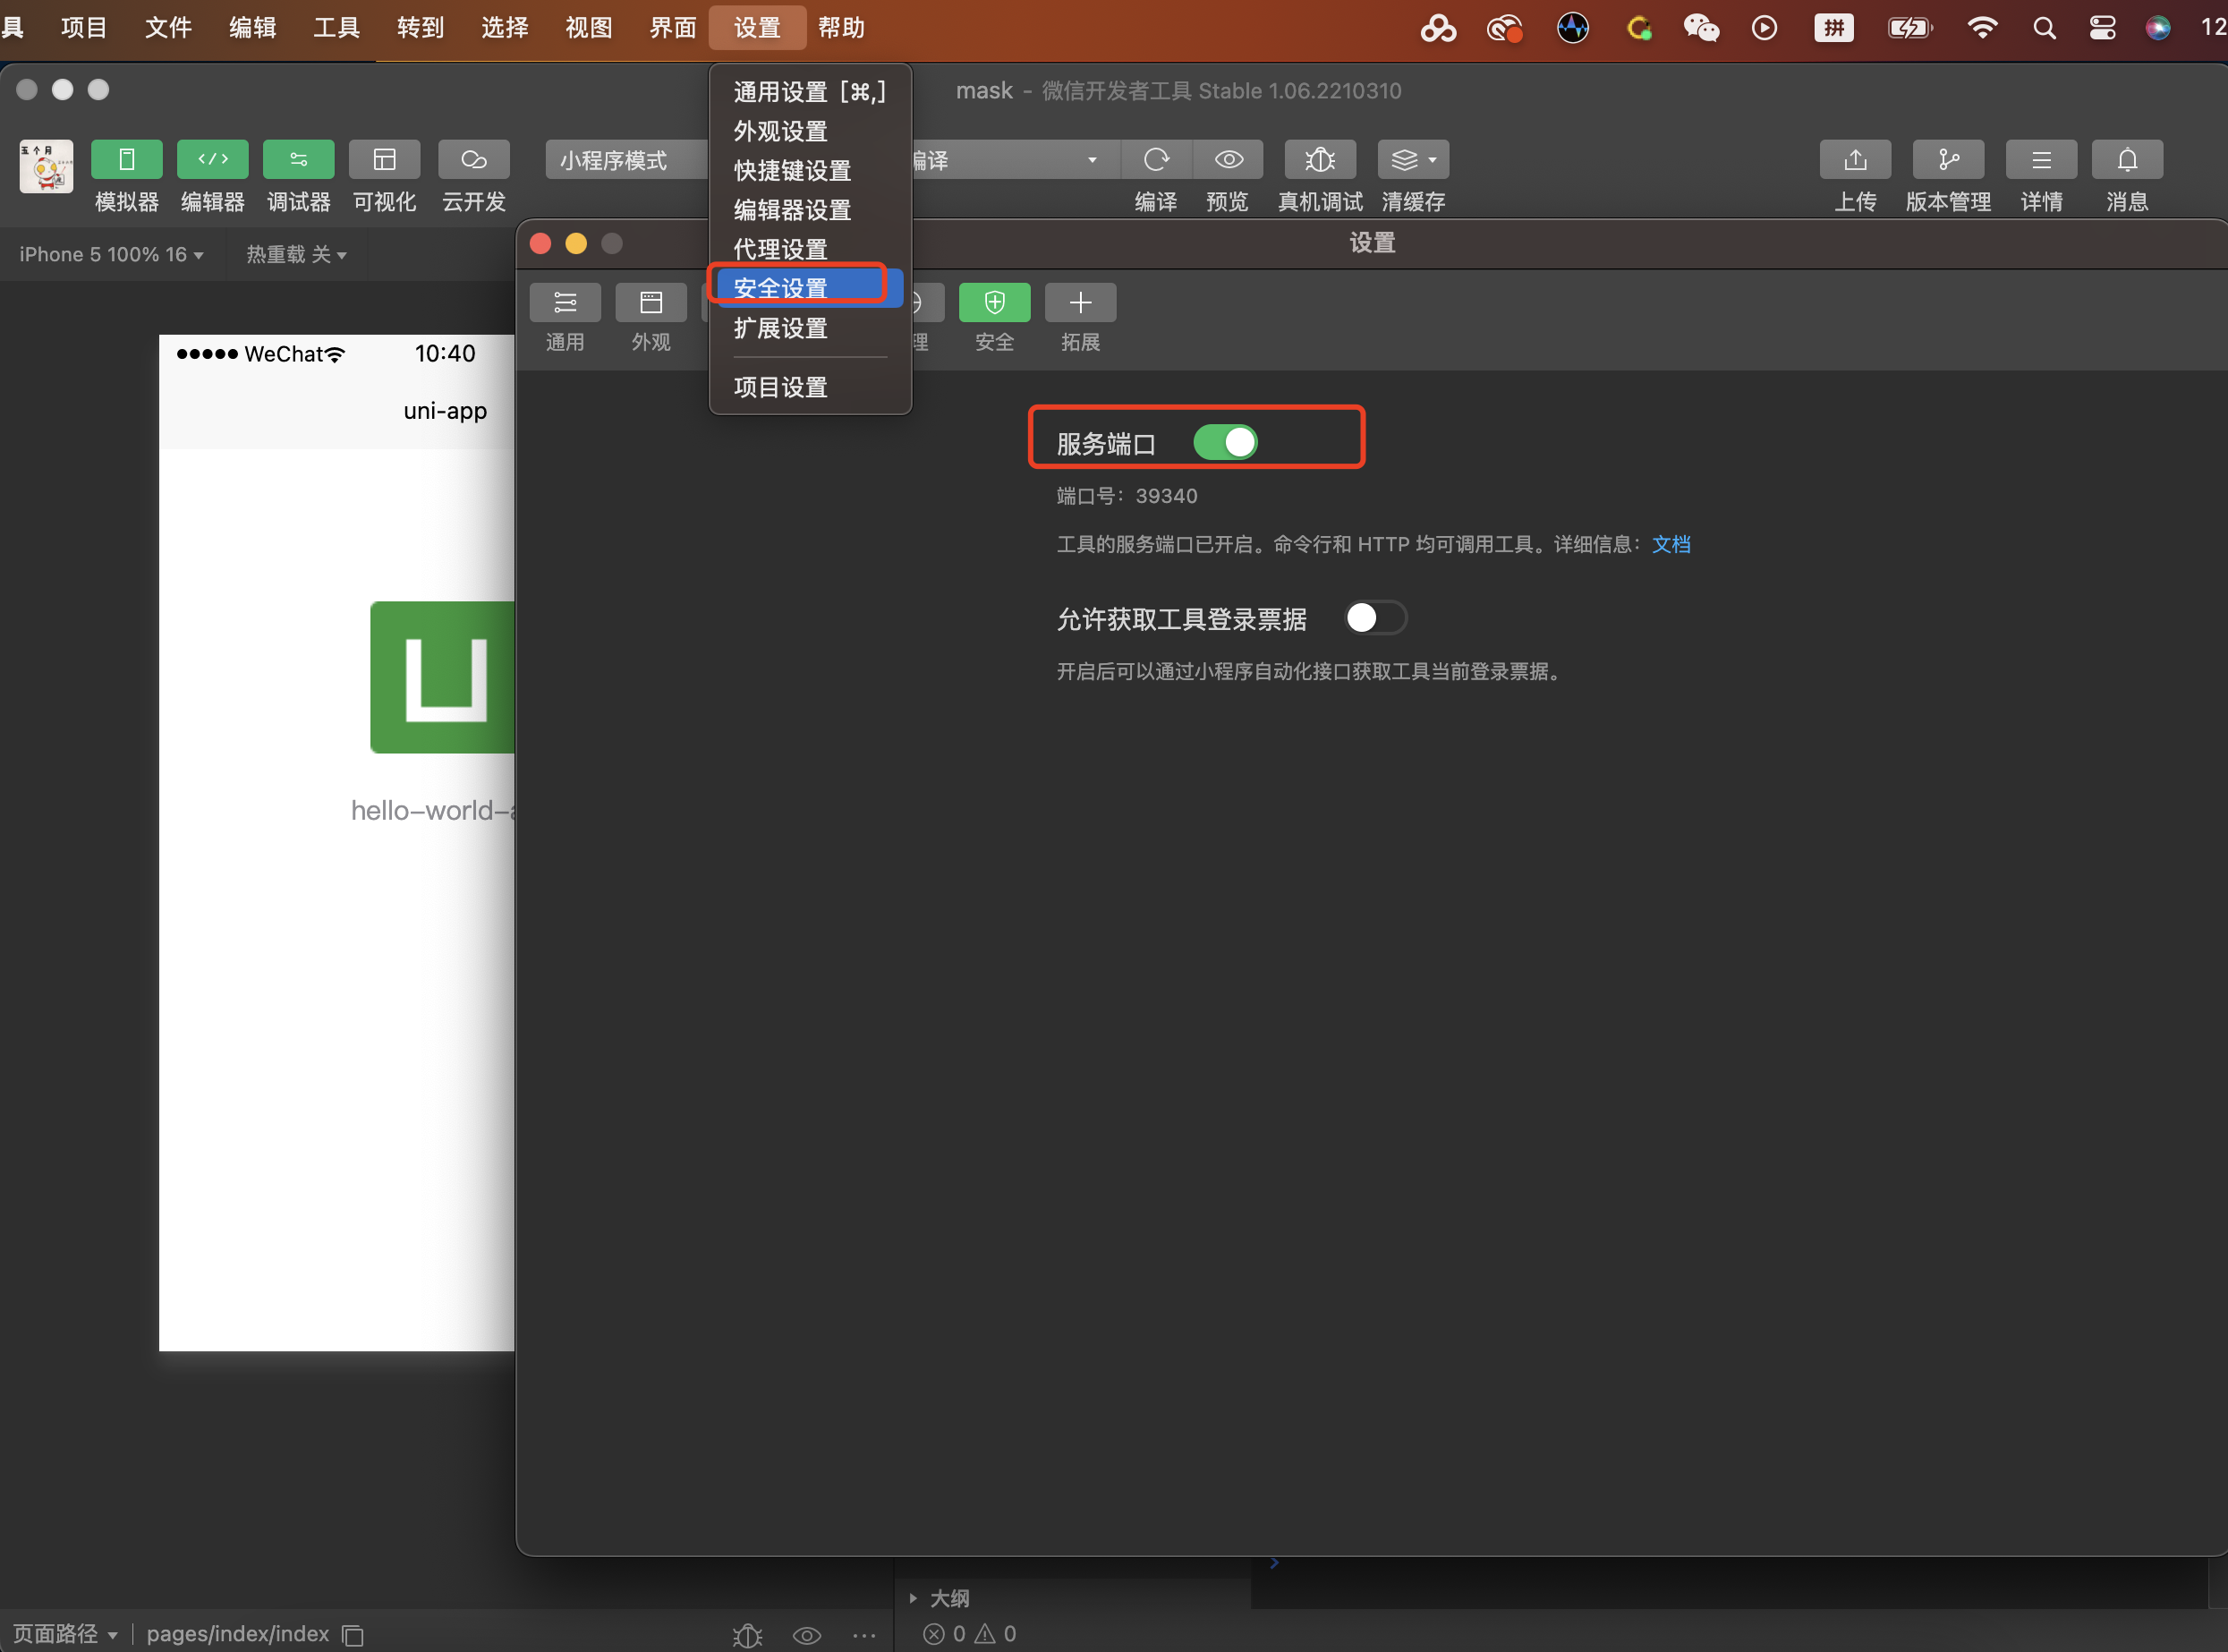 具 项目 文件 编辑 工具 转到 选择 视图 界面 设置 帮助 拼 12
mask - 微信开发者工具 Stable 1.06.2210310
通用设置 [⌘,]
外观设置
快捷键设置
编辑器设置
代理设置
安全设置
扩展设置
项目设置
五个月
小程序模式 编译
模拟器 编辑器 调试器 可视化 云开发 编译 预览 真机调试 清缓存 上传 版本管理 详情 消息
iPhone 5 100% 16 热重载 关
设置
通用 外观 理 安全 拓展
WeChat 10:40
uni-app
hello-world-
服务端口
端口号：39340
工具的服务端口已开启。命令行和 HTTP 均可调用工具。详细信息：文档
允许获取工具登录票据
开启后可以通过小程序自动化接口获取工具当前登录票据。
大纲
页面路径 pages/index/index 0 0